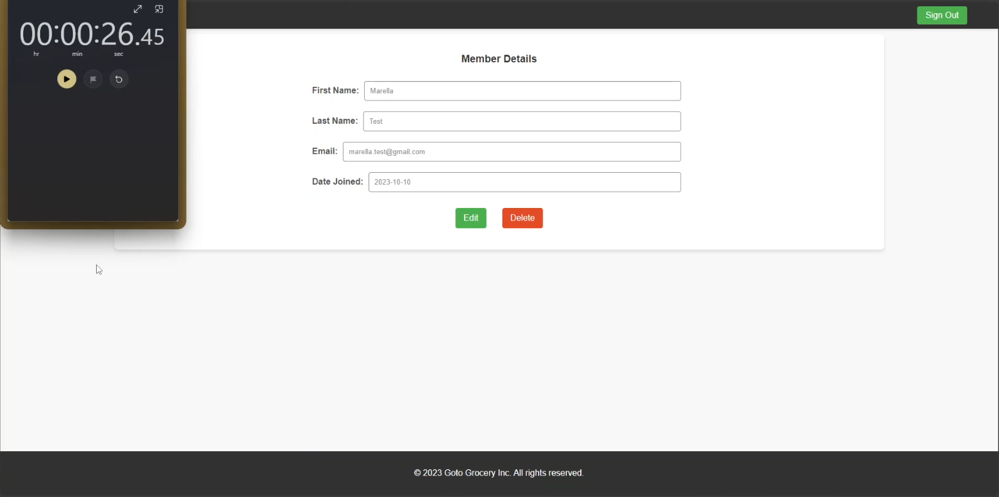 00:00:26.45
hr min sec
Sign Out
Member Details
First Name: Marella
Last Name: Test
Email: marella.test@gmail.com
Date Joined: 2023-10-10
Edit Delete
© 2023 Goto Grocery Inc. All rights reserved.